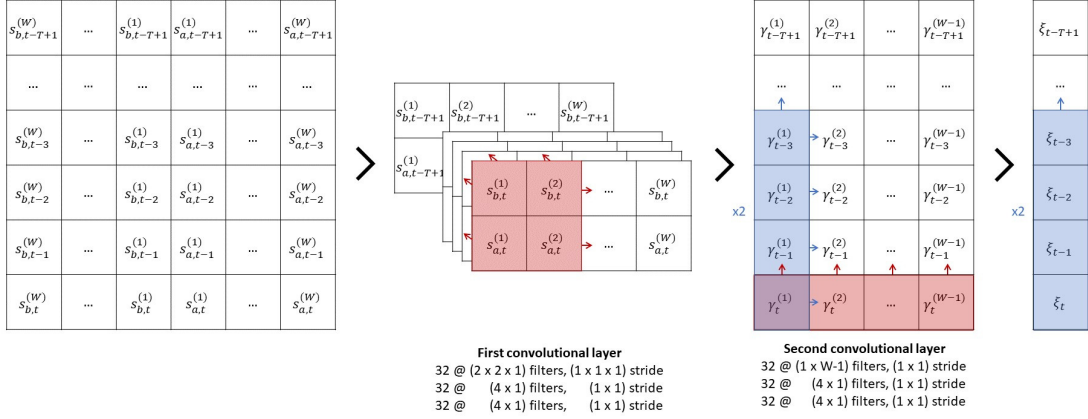 s_{b,t-T+1}^{(W)} ... s_{b,t-T+1}^{(1)} s_{a,t-T+1}^{(1)} ... s_{a,t-T+1}^{(W)}
... ... ... ... ... ...
s_{b,t-3}^{(W)} ... s_{b,t-3}^{(1)} s_{a,t-3}^{(1)} ... s_{a,t-3}^{(W)}
s_{b,t-2}^{(W)} ... s_{b,t-2}^{(1)} s_{a,t-2}^{(1)} ... s_{a,t-2}^{(W)}
s_{b,t-1}^{(W)} ... s_{b,t-1}^{(1)} s_{a,t-1}^{(1)} ... s_{a,t-1}^{(W)}
s_{b,t}^{(W)} ... s_{b,t}^{(1)} s_{a,t}^{(1)} ... s_{a,t}^{(W)}
>
s_{b,t-T+1}^{(1)} s_{b,t-T+1}^{(2)} ... s_{b,t-T+1}^{(W)}
s_{a,t-T+1}^{(1)}
s_{b,t}^{(1)} s_{b,t}^{(2)} ... s_{b,t}^{(W)}
s_{a,t}^{(1)} s_{a,t}^{(2)} ... s_{a,t}^{(W)}
First convolutional layer
32 @ (2 x 2 x 1) filters, (1 x 1 x 1) stride
32 @ (4 x 1) filters, (1 x 1) stride
32 @ (4 x 1) filters, (1 x 1) stride
>
γ_{t-T+1}^{(1)} γ_{t-T+1}^{(2)} ... γ_{t-T+1}^{(W-1)}
... ... ... ...
γ_{t-3}^{(1)} γ_{t-3}^{(2)} ... γ_{t-3}^{(W-1)}
γ_{t-2}^{(1)} γ_{t-2}^{(2)} ... γ_{t-2}^{(W-1)}
x2
γ_{t-1}^{(1)} γ_{t-1}^{(2)} ... γ_{t-1}^{(W-1)}
γ_{t}^{(1)} γ_{t}^{(2)} ... γ_{t}^{(W-1)}
Second convolutional layer
32 @ (1 x W-1) filters, (1 x 1) stride
32 @ (4 x 1) filters, (1 x 1) stride
32 @ (4 x 1) filters, (1 x 1) stride
>
ξ_{t-T+1}
...
ξ_{t-3}
ξ_{t-2}
x2
ξ_{t-1}
ξ_{t}